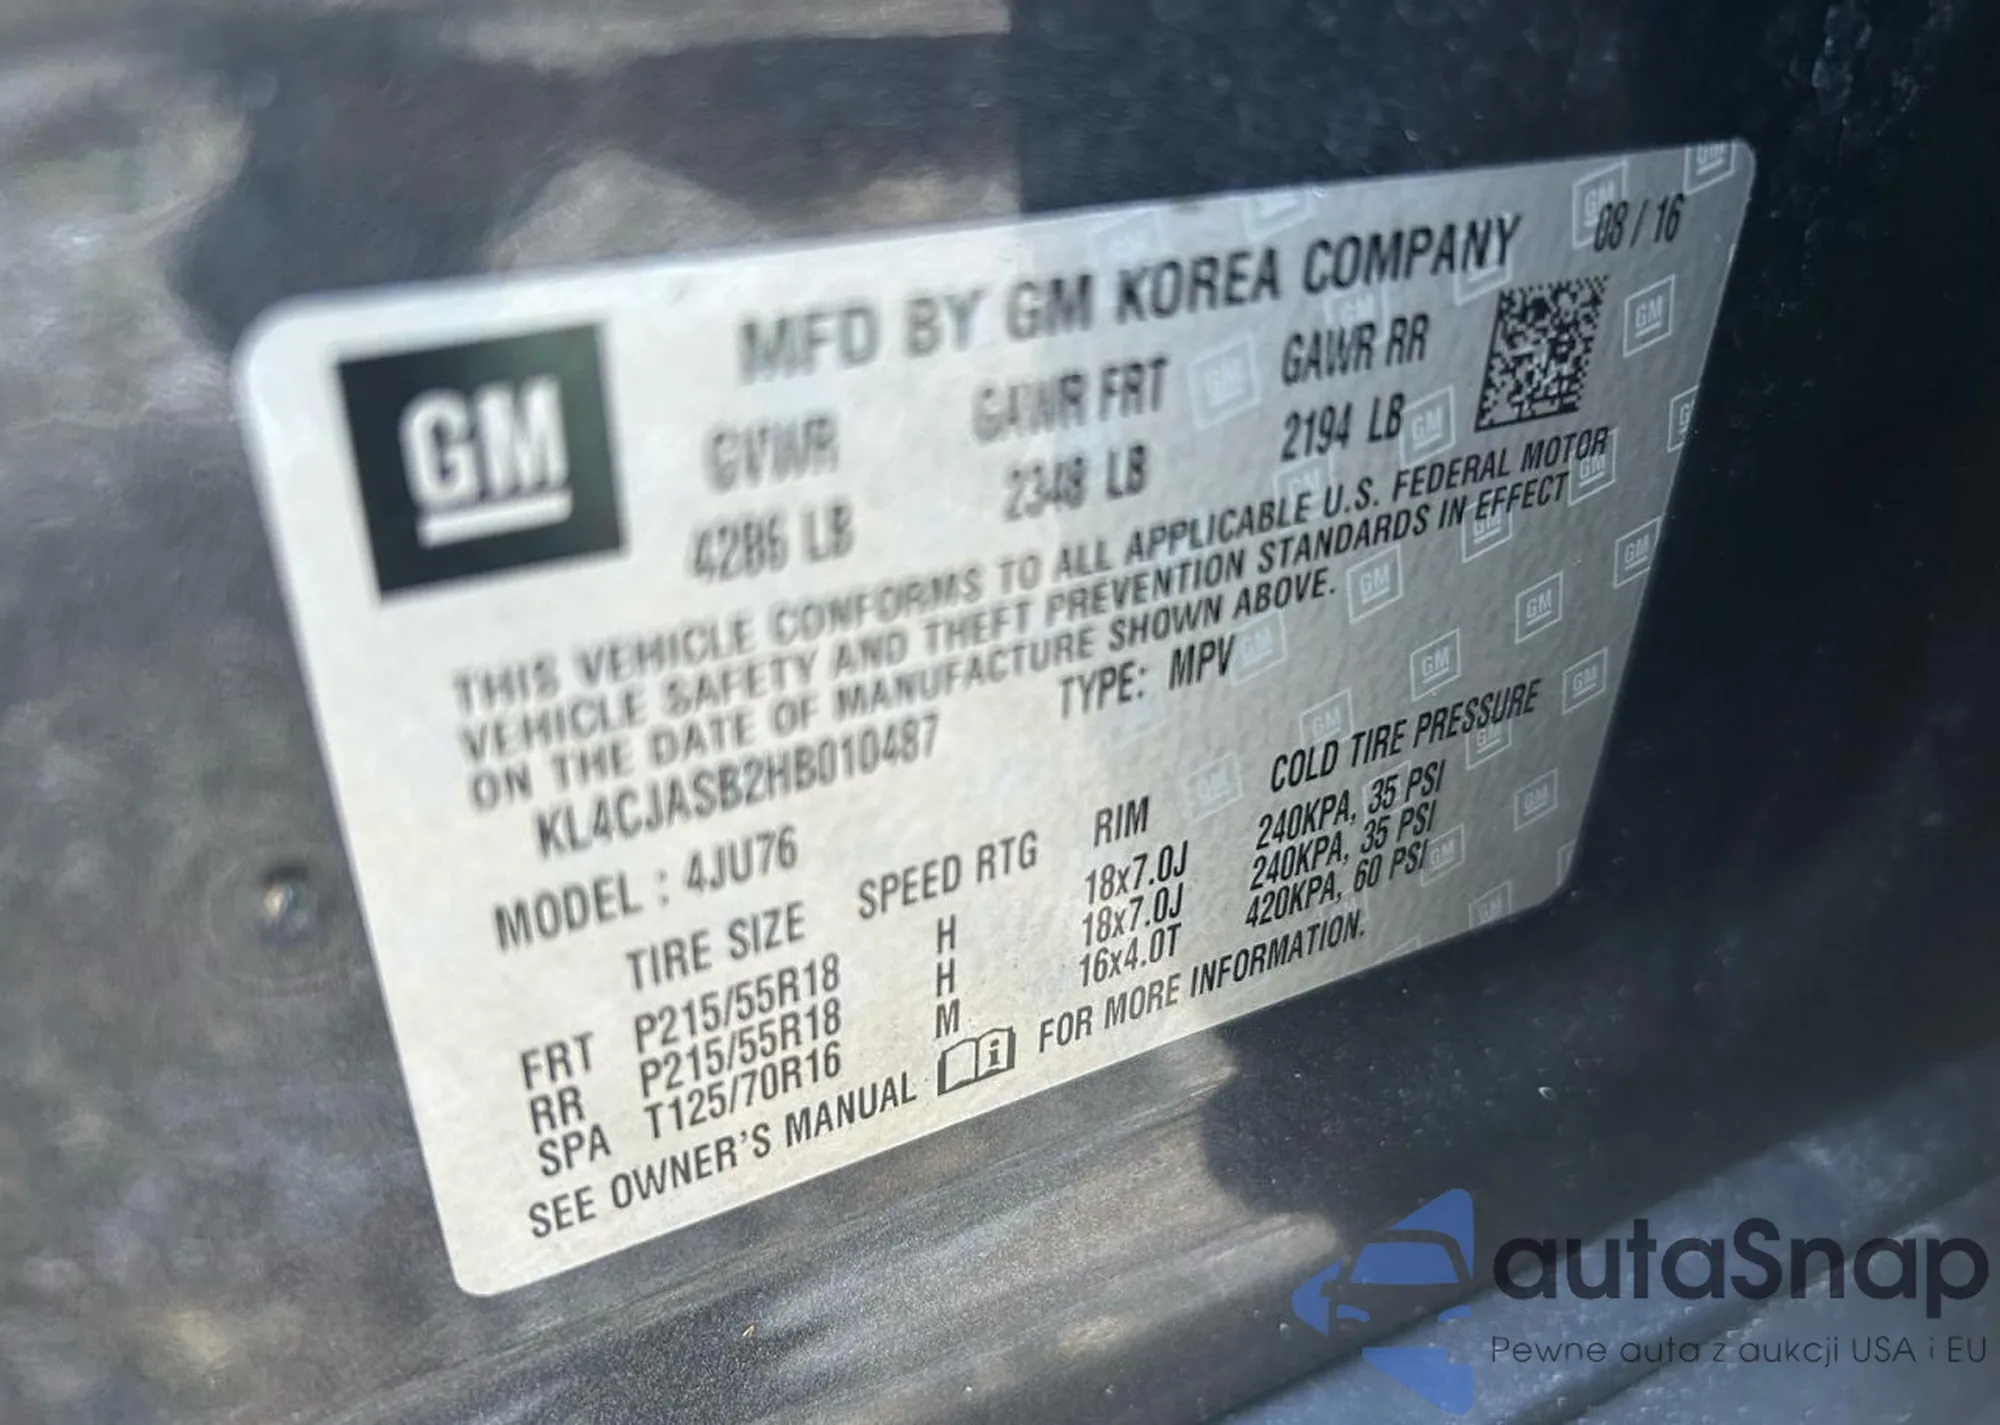 MFD BY GM KOREA COMPANY 08 / 16
GM
GVWR GAWR FRT GAWR RR
4286 LB 2348 LB 2194 LB
THIS VEHICLE CONFORMS TO ALL APPLICABLE U.S. FEDERAL MOTOR
VEHICLE SAFETY AND THEFT PREVENTION STANDARDS IN EFFECT
ON THE DATE OF MANUFACTURE SHOWN ABOVE.
KL4CJASB2HB010487 TYPE: MPV
MODEL : 4JU76
TIRE SIZE SPEED RTG RIM COLD TIRE PRESSURE
FRT P215/55R18 H 18x7.0J 240KPA, 35 PSI
RR P215/55R18 H 18x7.0J 240KPA, 35 PSI
SPA T125/70R16 M 16x4.0T 420KPA, 60 PSI
SEE OWNER'S MANUAL i FOR MORE INFORMATION.
autaSnap
Pewne auta z aukcji USA i EU